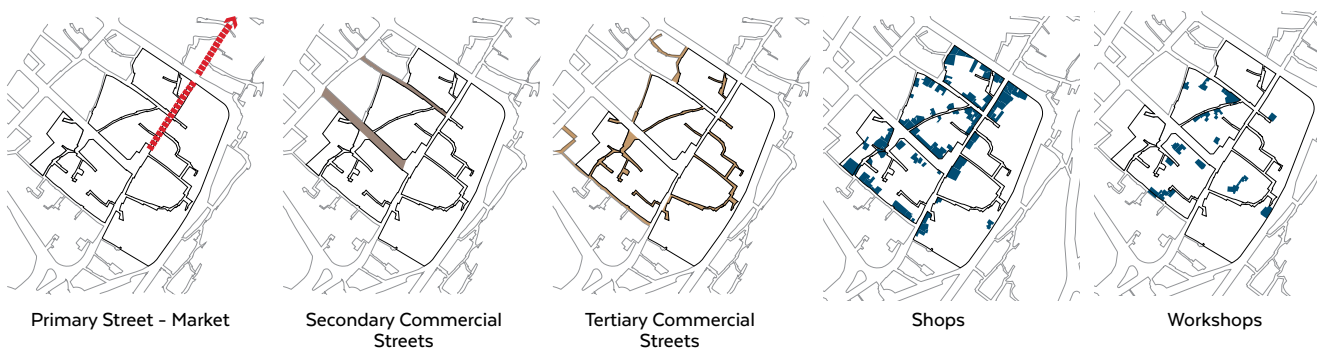 Primary Street - Market
Secondary Commercial
Streets
Tertiary Commercial
Streets
Shops
Workshops